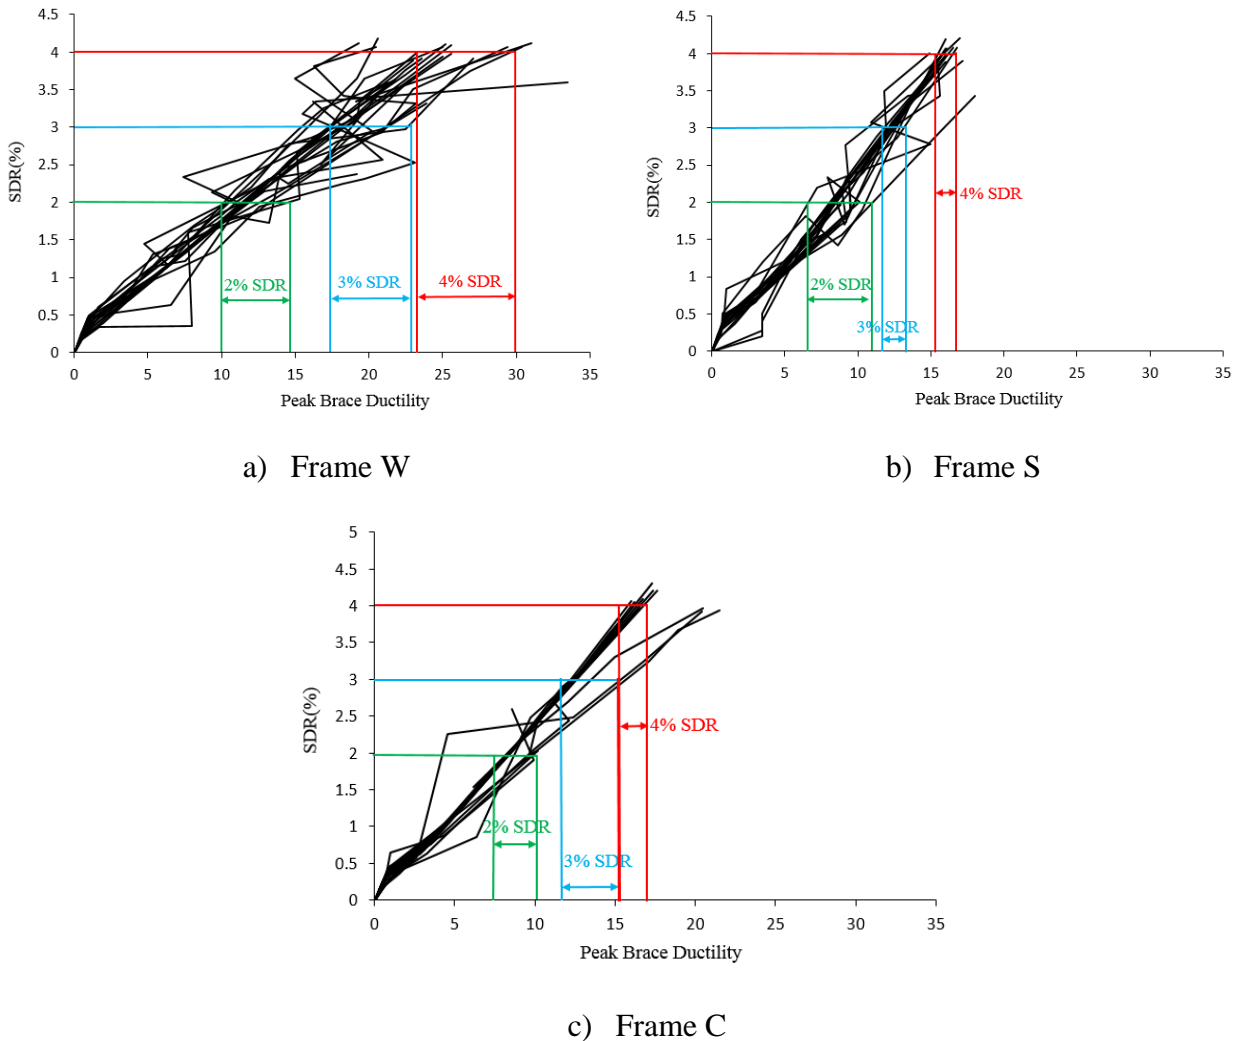 4.5
4
3.5
3
2.5
2
1.5
1
0.5
0
SDR(%)
2% SDR
3% SDR
4% SDR
0 5 10 15 20 25 30 35
Peak Brace Ductility
a) Frame W
4.5
4
3.5
3
2.5
2
1.5
1
0.5
0
SDR(%)
4% SDR
2% SDR
3% SDR
0 5 10 15 20 25 30 35
Peak Brace Ductility
b) Frame S
5
4.5
4
3.5
3
2.5
2
1.5
1
0.5
0
SDR(%)
4% SDR
2% SDR
3% SDR
0 5 10 15 20 25 30 35
Peak Brace Ductility
c) Frame C